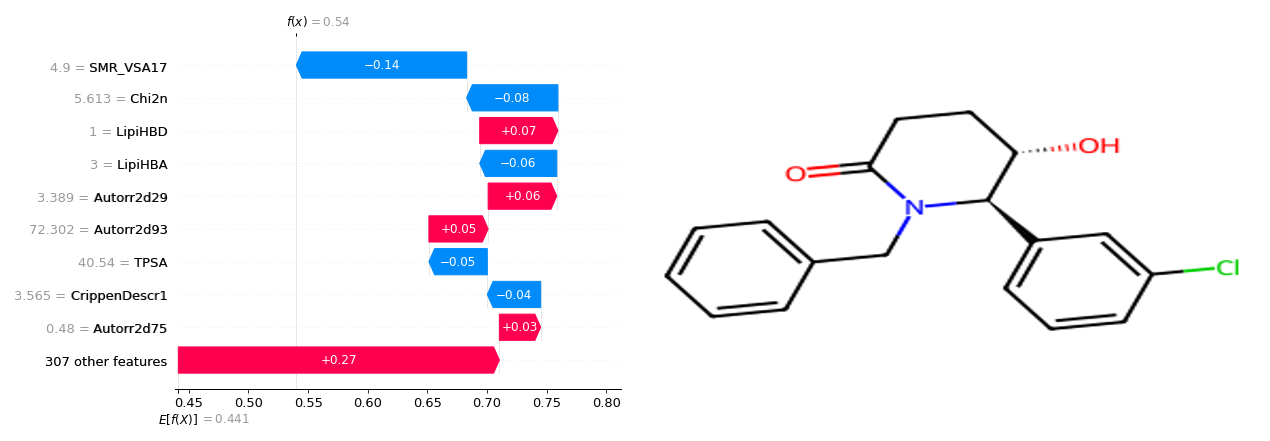 f(x) = 0.54
4.9 = SMR_VSA17
−0.14
5.613 = Chi2n
−0.08
1 = LipiHBD
+0.07
3 = LipiHBA
−0.06
3.389 = Autorr2d29
+0.06
72.302 = Autorr2d93
+0.05
40.54 = TPSA
−0.05
3.565 = CrippenDescr1
−0.04
0.48 = Autorr2d75
+0.03
307 other features
+0.27
0.45 0.50 0.55 0.60 0.65 0.70 0.75 0.80
E[f(X)] = 0.441
OH
O
N
Cl